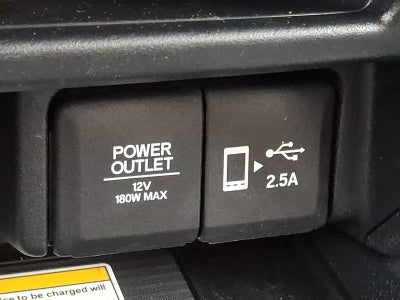 POWER
OUTLET
12V
180W MAX
2.5A
to be charged will